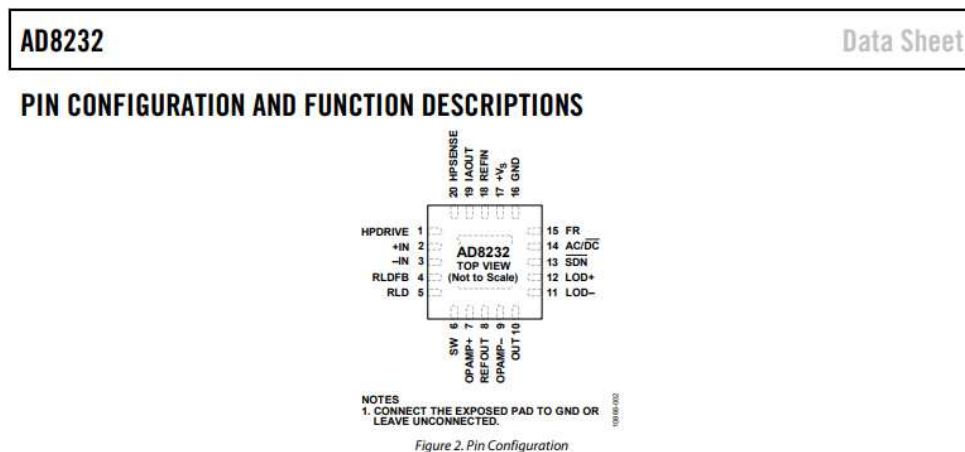 AD8232
Data Sheet
PIN CONFIGURATION AND FUNCTION DESCRIPTIONS
20 HPSENSE
19 IAOUT
18 REFIN
17 +VS
16 GND
HPDRIVE 1
+IN 2
–IN 3
RLDFB 4
RLD 5
AD8232
TOP VIEW
(Not to Scale)
15 FR
14 AC/DC
13 SDN
12 LOD+
11 LOD–
SW 6
OPAMP+ 7
REFOUT 8
OPAMP– 9
OUT 10
NOTES
1. CONNECT THE EXPOSED PAD TO GND OR
LEAVE UNCONNECTED.
10866-002
Figure 2. Pin Configuration